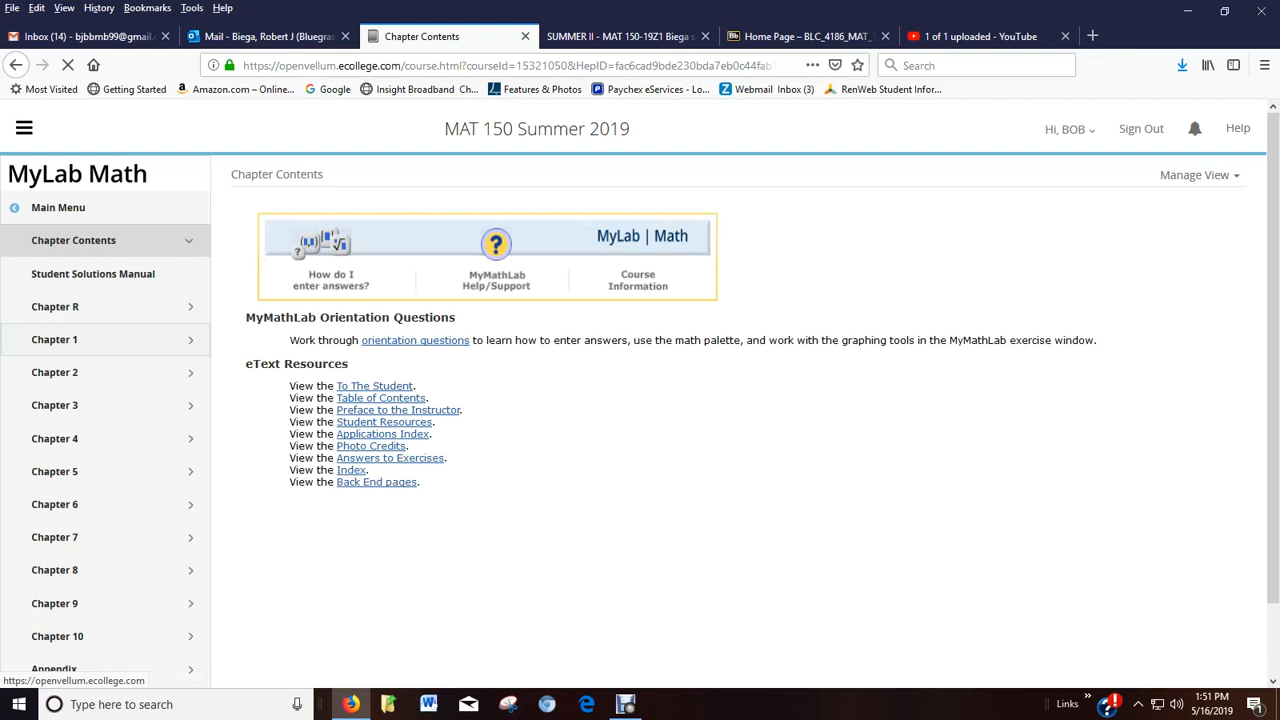 File Edit View History Bookmarks Tools Help
Inbox (14) - bjbbmb99@gmail.c
Mail - Biega, Robert J (Bluegras
Chapter Contents
SUMMER II - MAT 150-19Z1 Biega s
Home Page – BLC_4186_MAT_1
1 of 1 uploaded - YouTube
https://openvellum.ecollege.com/course.html?courseId=15321050&HepID=fac6cad9bde230bda7eb0c44fab7
Search
Most Visited Getting Started Amazon.com – Online... Google Insight Broadband Ch... Features & Photos Paychex eServices - Lo... Webmail Inbox (3) RenWeb Student Infor...
MAT 150 Summer 2019
Hi, BOB
Sign Out
Help
MyLab Math
Main Menu
Chapter Contents
Student Solutions Manual
Chapter R
Chapter 1
Chapter 2
Chapter 3
Chapter 4
Chapter 5
Chapter 6
Chapter 7
Chapter 8
Chapter 9
Chapter 10
Appendix
https://openvellum.ecollege.com
Chapter Contents
Manage View
MyLab | Math
How do I
enter answers?
MyMathLab
Help/Support
Course
Information
MyMathLab Orientation Questions
Work through orientation questions to learn how to enter answers, use the math palette, and work with the graphing tools in the MyMathLab exercise window.
eText Resources
View the To The Student.
View the Table of Contents.
View the Preface to the Instructor.
View the Student Resources.
View the Applications Index.
View the Photo Credits.
View the Answers to Exercises.
View the Index.
View the Back End pages.
Type here to search
Links
1:51 PM
5/16/2019